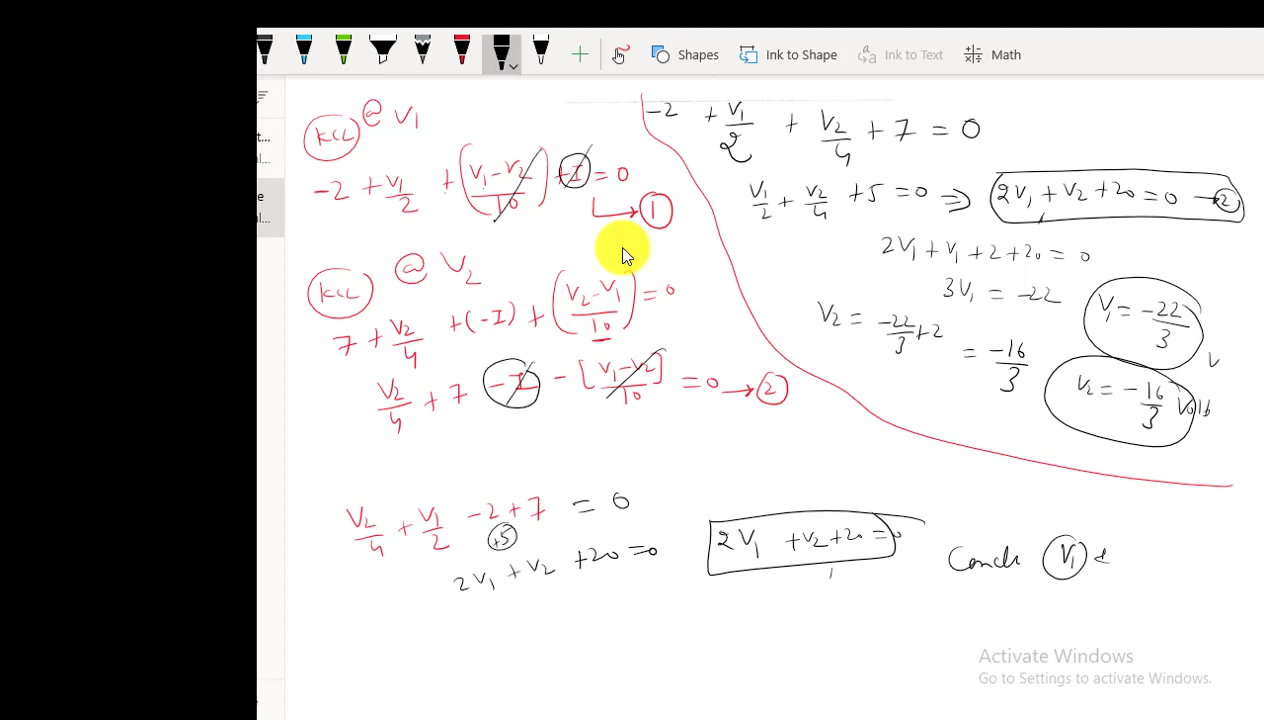 Shapes Ink to Shape Ink to Text Math
KCL @ V1
-2 + V1/2 + (V1-V2/10) + I = 0
→ 1
KCL @ V2
7 + V2/4 + (-I) + (V2-V1/10) = 0
V2/4 + 7 - I - [V1-V2/10] = 0 → 2
-2 + V1/2 + V2/4 + 7 = 0
V1/2 + V2/4 + 5 = 0 ⇒ 2V1 + V2 + 20 = 0 → 2
2V1 + V1 + 2 + 20 = 0
3V1 = -22
V1 = -22/3 V
V2 = -22/3 + 2
= -16/3
V2 = -16/3 Volts
V2/4 + V1/2 - 2 + 7 = 0
+5
2V1 + V2 + 20 = 0
2V1 + V2 + 20 = 0
V1 &
Activate Windows
Go to Settings to activate Windows.